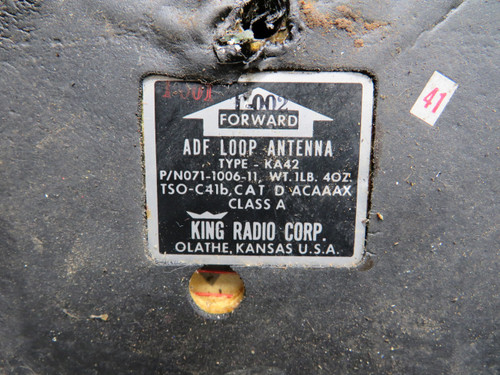 1-002
FORWARD
ADF LOOP ANTENNA
TYPE - KA42
P/N071-1006-11, WT. 1LB. 4OZ.
TSO-C41b, CAT D ACAAAX
CLASS A
KING RADIO CORP.
OLATHE, KANSAS U.S.A.
41